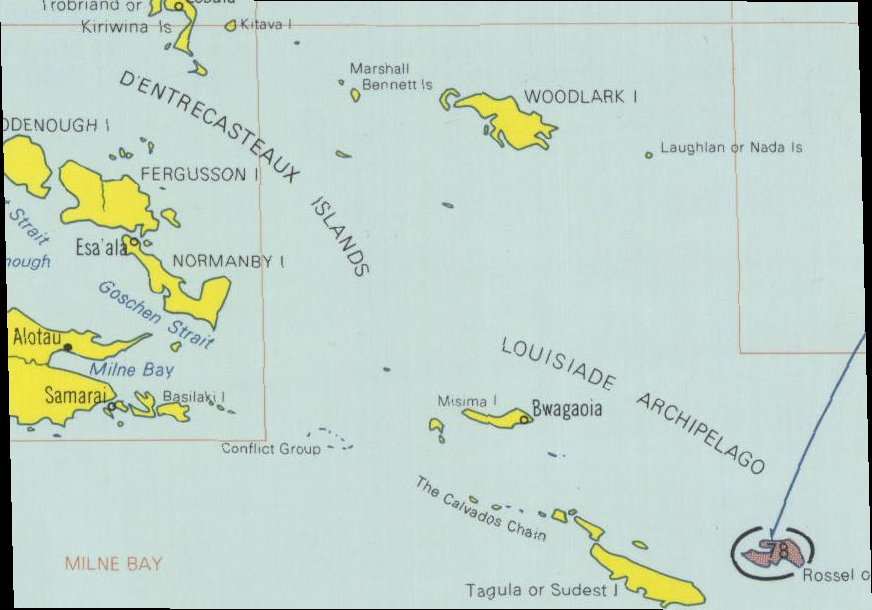 Trobriand or
Kiriwina Is
Kitava I
Marshall
Bennett Is
D'ENTRECASTEAUX ISLANDS
WOODLARK I
ODENOUGH I
Laughlan or Nada Is
FERGUSSON I
Strait
nough
Esa'ala
NORMANBY I
Goschen Strait
Alotau
Milne Bay
LOUISIADE ARCHIPELAGO
Samarai
Basilaki I
Misima I
Bwagaoia
Conflict Group
The Calvados Chain
MILNE BAY
78
Rossel o
Tagula or Sudest I